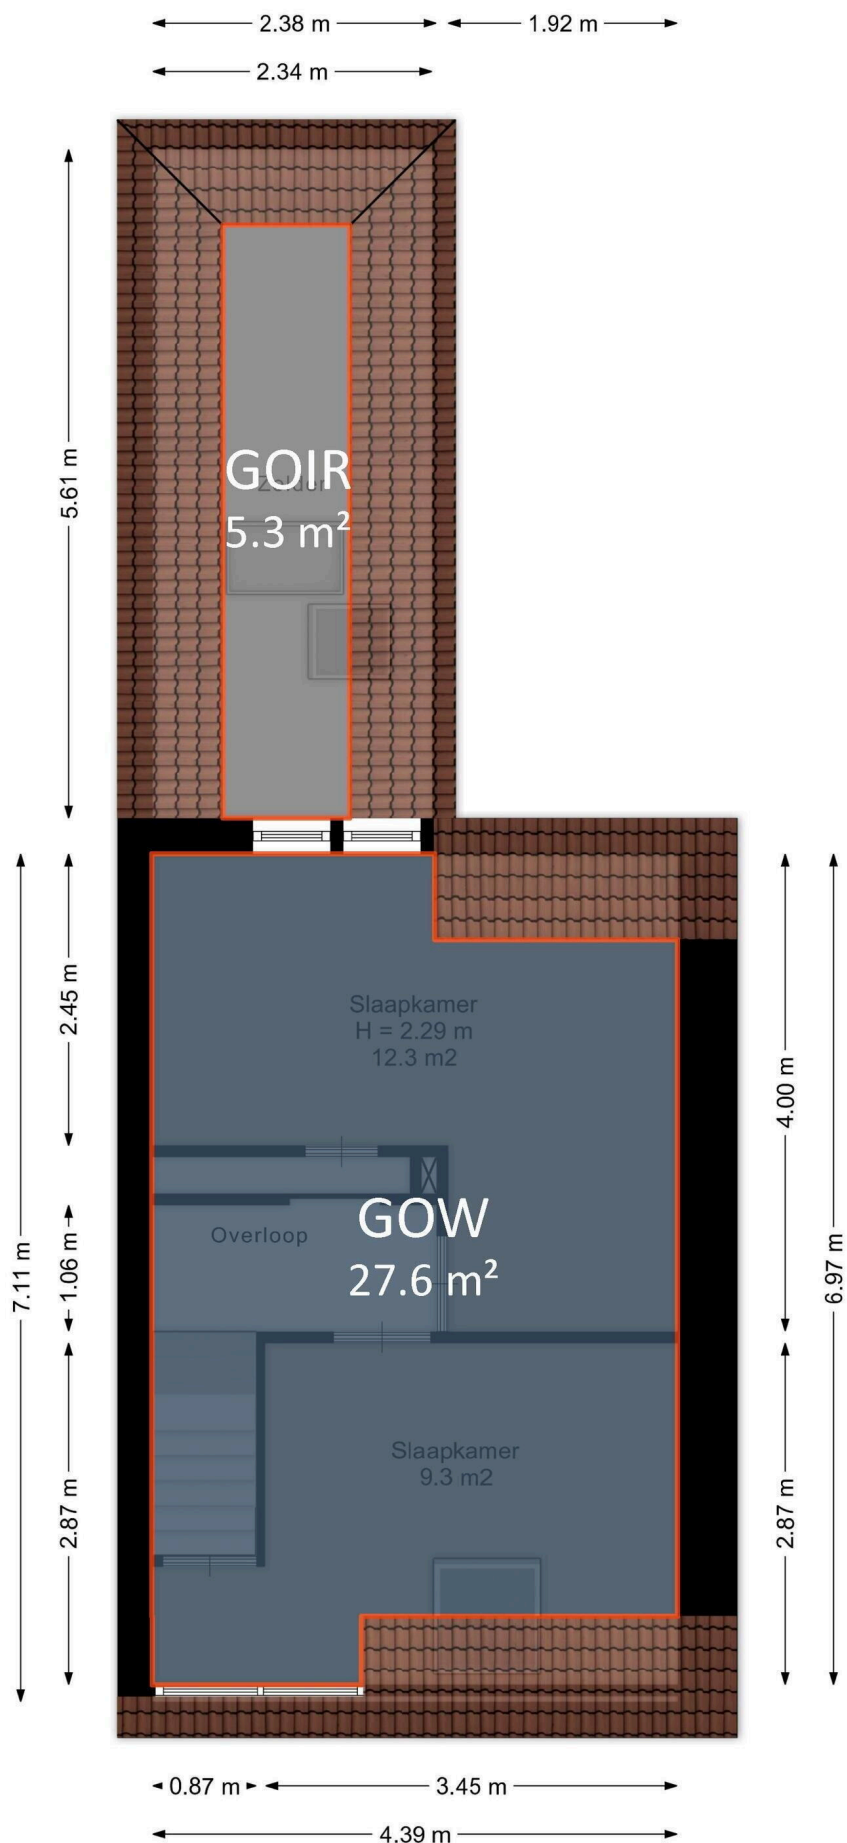 2.38 m
1.92 m
2.34 m
5.61 m
GOIR
Zolder
5.3 m²
2.45 m
7.11 m
1.06 m
2.87 m
Slaapkamer
H = 2.29 m
12.3 m2
Overloop
GOW
27.6 m²
Slaapkamer
9.3 m2
4.00 m
6.97 m
2.87 m
0.87 m
3.45 m
4.39 m